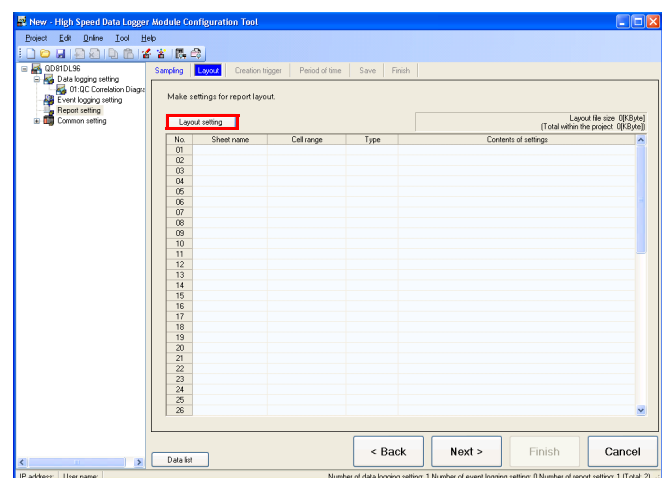 New - High Speed Data Logger Module Configuration Tool
Project Edit Online Tool Help
QD81DL96
Data logging setting
01:QC Correlation Diagra
Event logging setting
Report setting
Common setting
Sampling Layout Creation trigger Period of time Save Finish
Make settings for report layout.
Layout setting
Layout file size 0[KByte]
(Total within the project 0[KByte])
No. Sheet name Cell range Type Contents of settings
01
02
03
04
05
06
07
08
09
10
11
12
13
14
15
16
17
18
19
20
21
22
23
24
25
26
Data list
< Back Next > Finish Cancel
IP address: User name: Number of data logging setting: 1 Number of event logging setting: 0 Number of report setting: 1 (Total: 2)